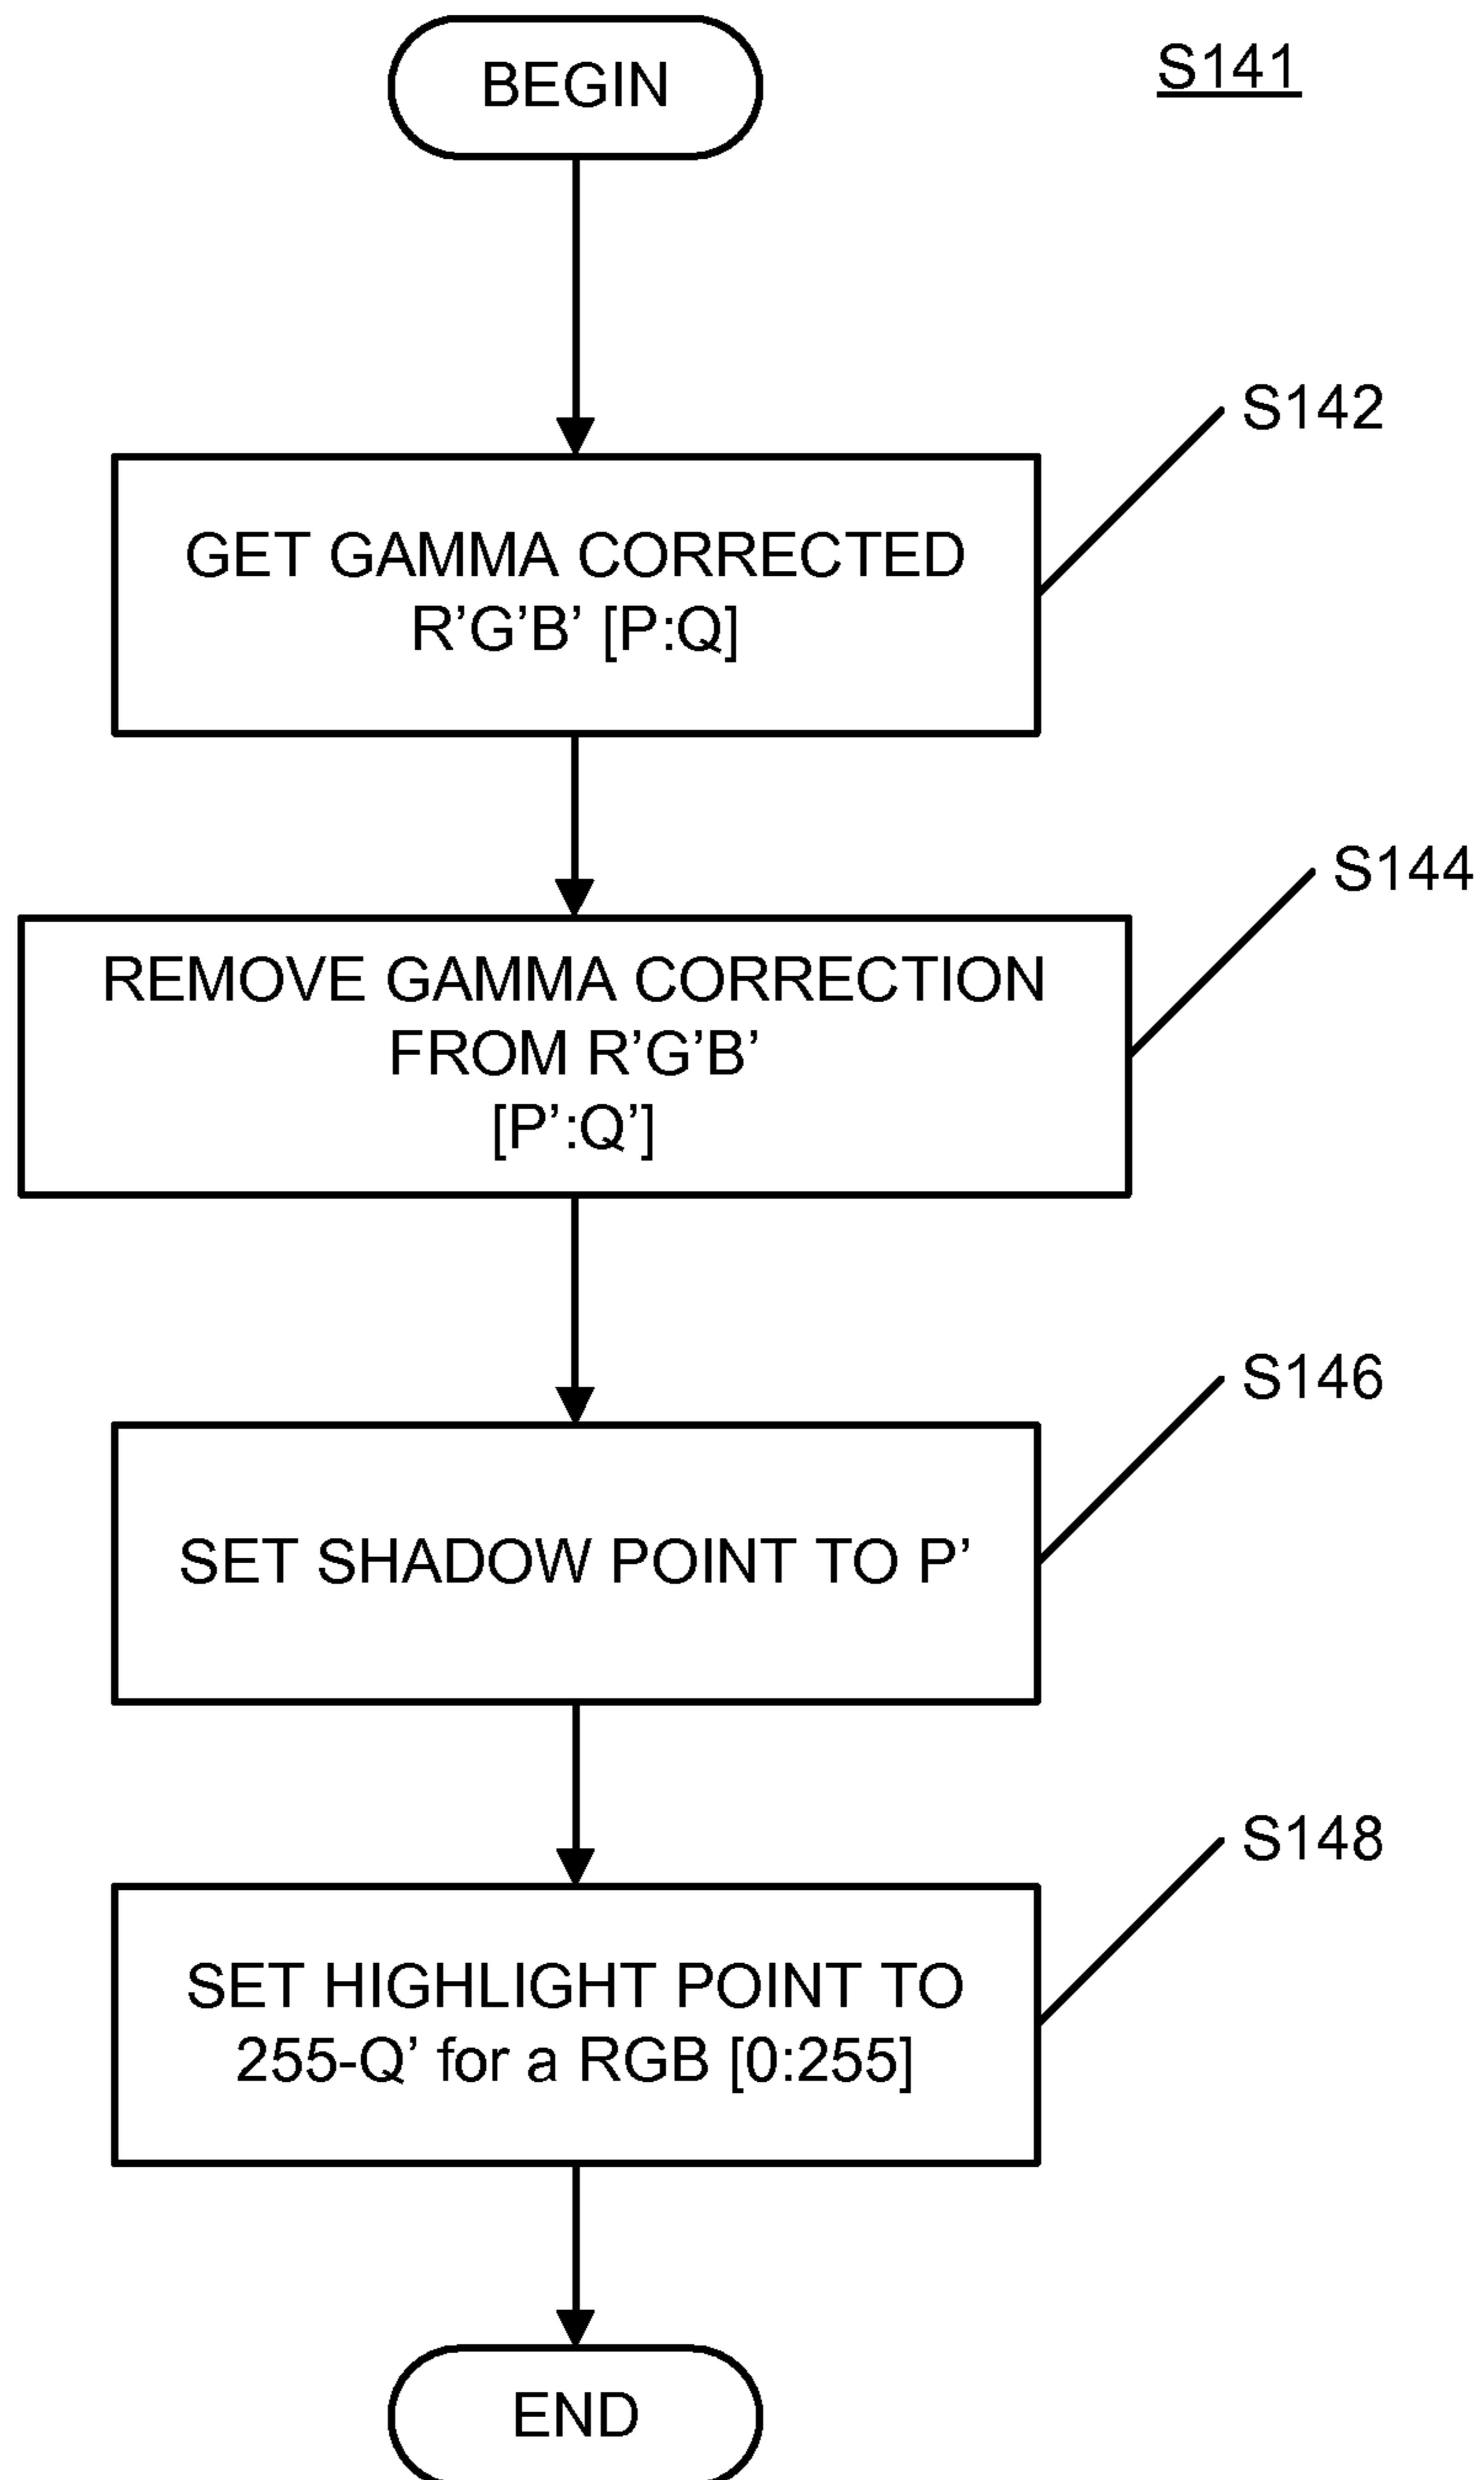 BEGIN
S141
S142
GET GAMMA CORRECTED
R’G’B’ [P:Q]
S144
REMOVE GAMMA CORRECTION
FROM R’G’B’
[P’:Q’]
S146
SET SHADOW POINT TO P’
S148
SET HIGHLIGHT POINT TO
255-Q’ for a RGB [0:255]
END